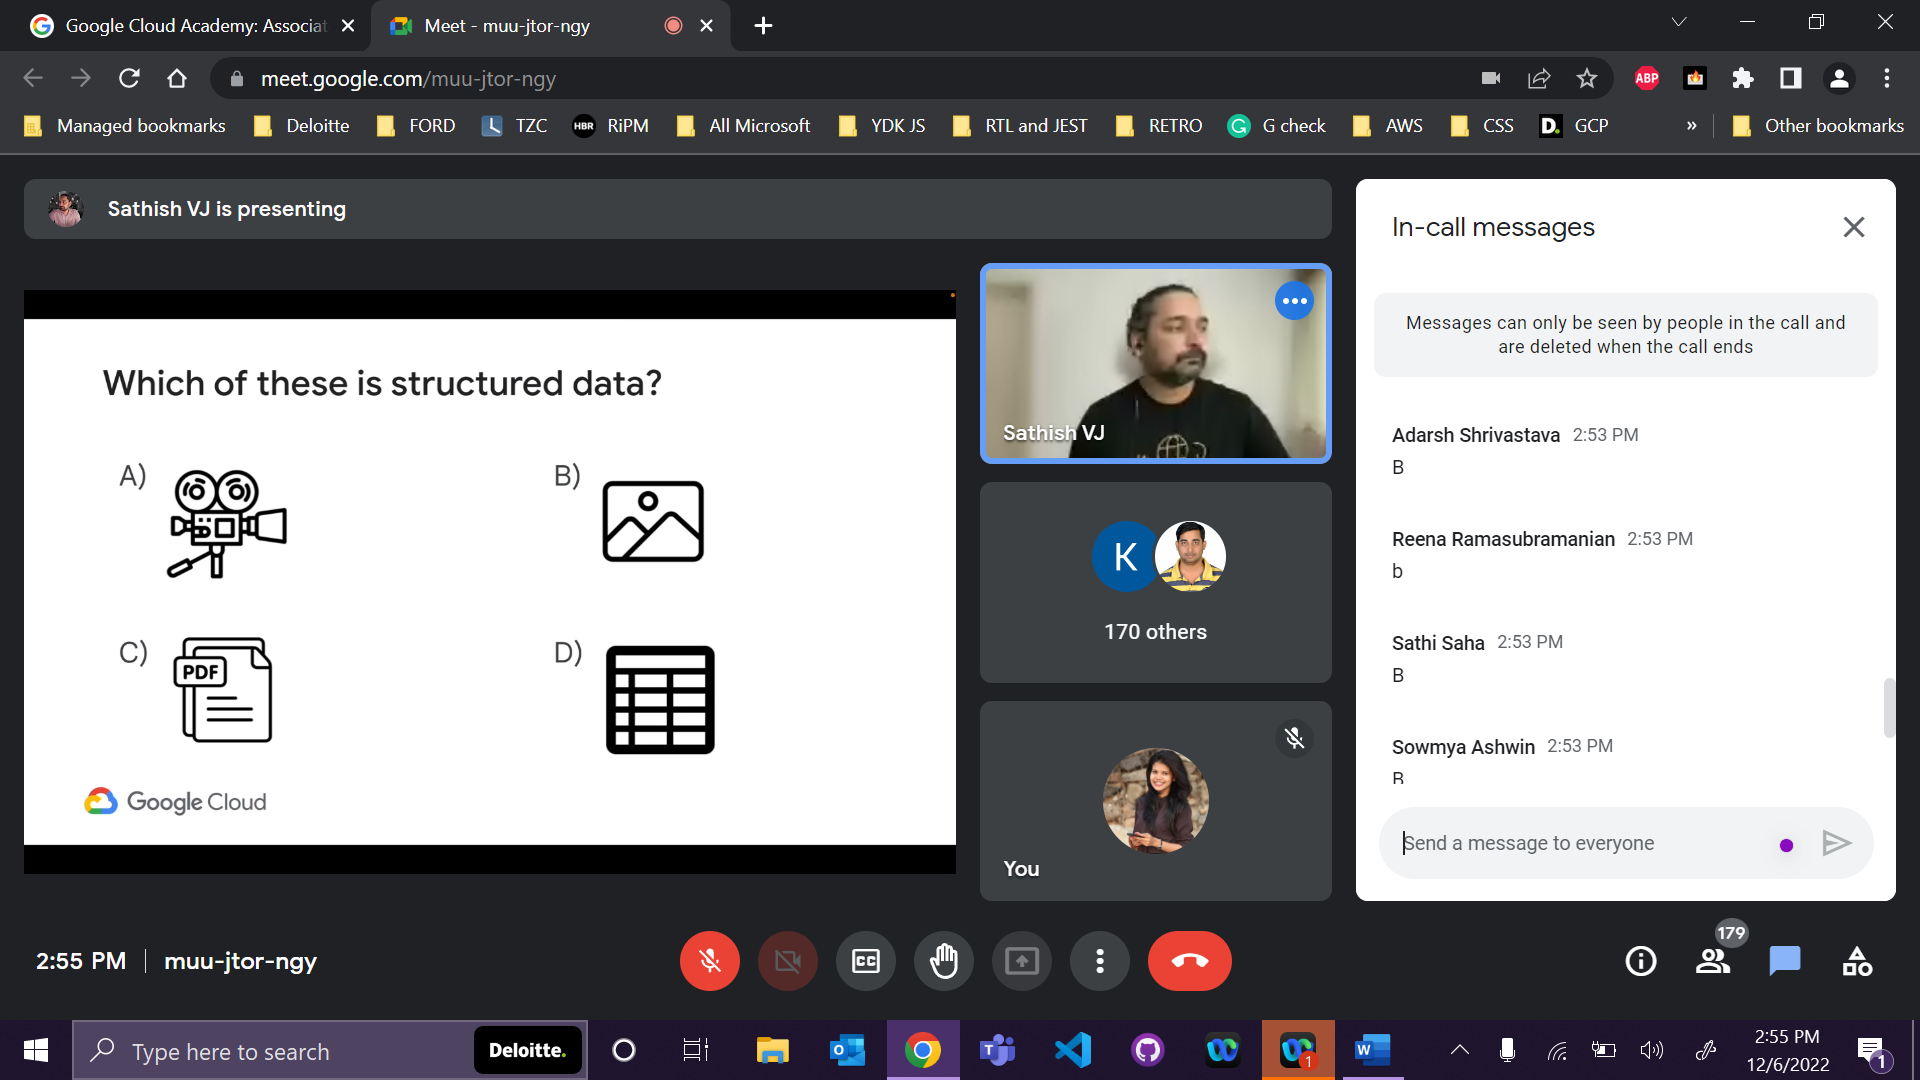 Google Cloud Academy: Associat
Meet - muu-jtor-ngy
meet.google.com/muu-jtor-ngy
ABP
Managed bookmarks
Deloitte
FORD
TZC
HBR
RiPM
All Microsoft
YDK JS
RTL and JEST
RETRO
G check
AWS
CSS
D.
GCP
»
Other bookmarks
Sathish VJ is presenting
Which of these is structured data?
A)
B)
C)
PDF
D)
Google Cloud
Sathish VJ
K
170 others
You
In-call messages
Messages can only be seen by people in the call and
are deleted when the call ends
Adarsh Shrivastava 2:53 PM
B
Reena Ramasubramanian 2:53 PM
b
Sathi Saha 2:53 PM
B
Sowmya Ashwin 2:53 PM
B
Send a message to everyone
2:55 PM
muu-jtor-ngy
CC
179
Type here to search
Deloitte.
1
2:55 PM
12/6/2022
1